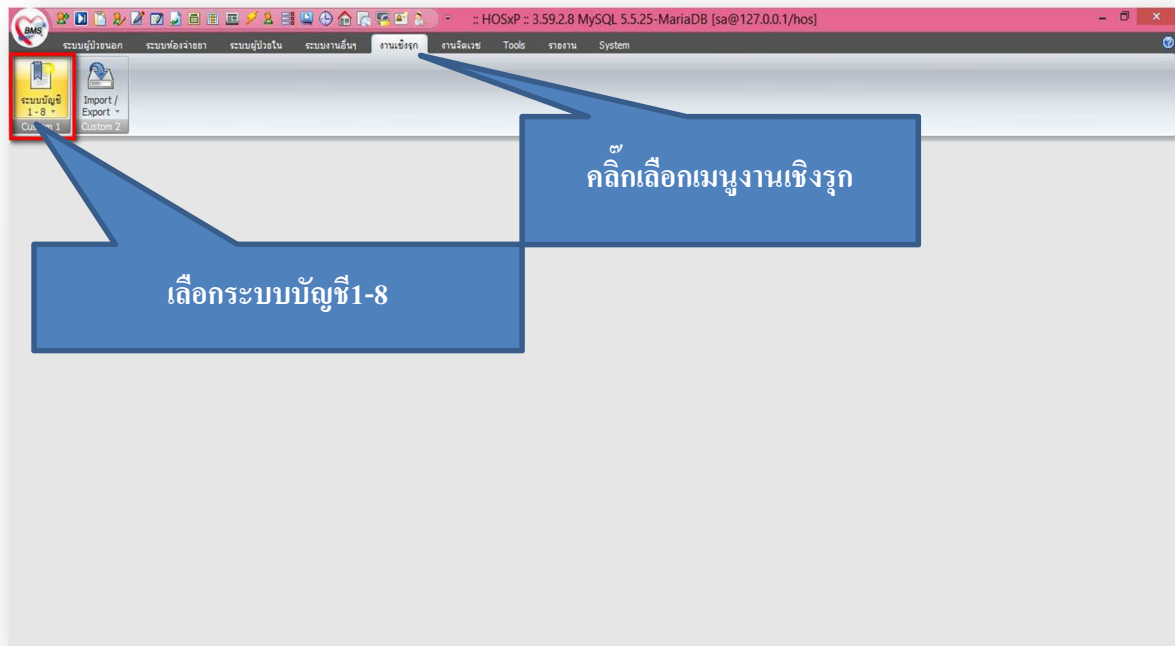 BMS
:: HOSxP :: 3.59.2.8 MySQL 5.5.25-MariaDB [sa@127.0.0.1/hos]
ระบบผู้ป่วยนอก ระบบห้องจ่ายยา ระบบผู้ป่วยใน ระบบงานอื่นๆ งานเชิงรุก งานจิตเวช Tools รายงาน System
ระบบบัญชี
1 - 8
Import /
Export
Custom 1 Custom 2
คลิ๊กเลือกเมนูงานเชิงรุก
เลือกระบบบัญชี1-8